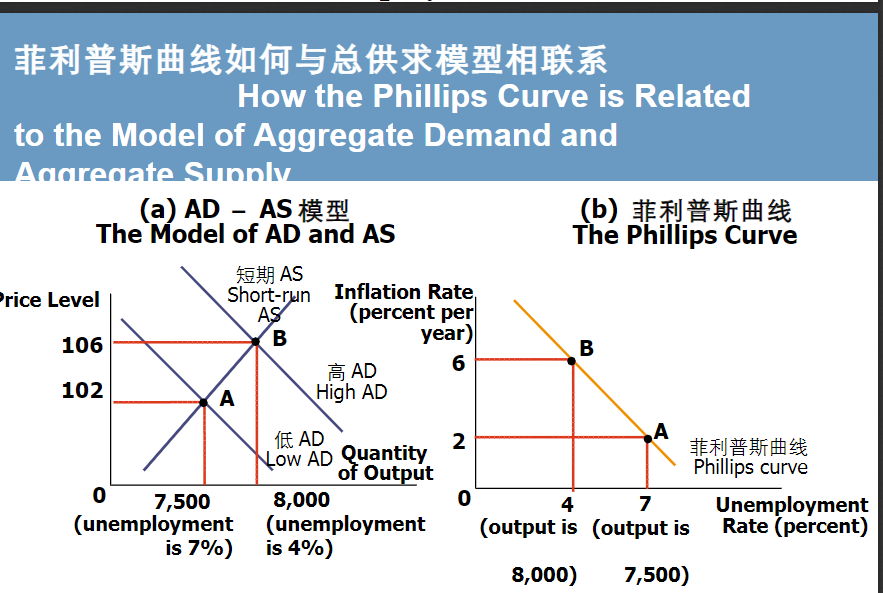 菲利普斯曲线如何与总供求模型相联系
How the Phillips Curve is Related
to the Model of Aggregate Demand and
Aggregate Supply
(a) AD – AS 模型
The Model of AD and AS
Price Level
106
102
0
短期 AS
Short-run
AS
B
A
高 AD
High AD
低 AD
Low AD
Quantity
of Output
7,500
(unemployment
is 7%)
8,000
(unemployment
is 4%)
(b) 菲利普斯曲线
The Phillips Curve
Inflation Rate
(percent per
year)
6
2
0
B
A
菲利普斯曲线
Phillips curve
4
(output is
8,000)
7
(output is
7,500)
Unemployment
Rate (percent)